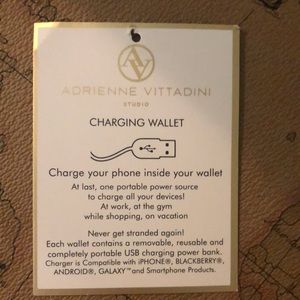 AV
ADRIENNE VITTADINI
STUDIO
CHARGING WALLET
Charge your phone inside your wallet
At last, one portable power source
to charge all your devices!
At work, at the gym
while shopping, on vacation
Never get stranded again!
Each wallet contains a removable, reusable and
completely portable USB charging power bank.
Charger is Compatible with iPHONE®, BLACKBERRY®,
ANDROID®, GALAXY™ and Smartphone Products.